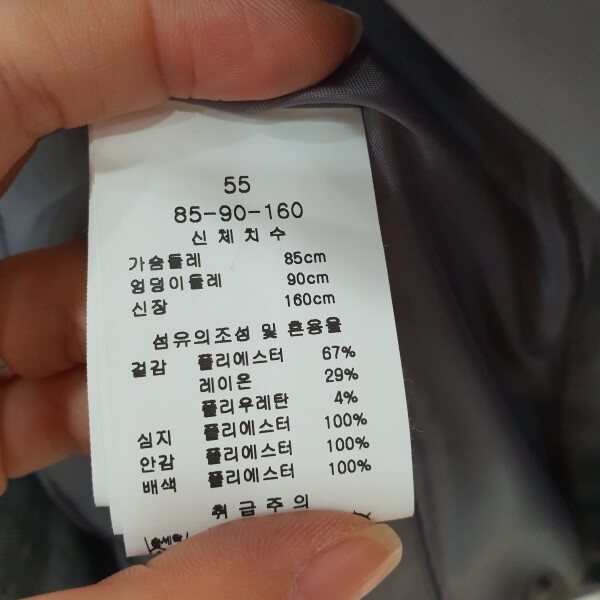 55
85-90-160
신체치수
가슴둘레 85cm
엉덩이둘레 90cm
신장 160cm
섬유의조성 및 혼용율
겉감 폴리에스터 67%
레이온 29%
폴리우레탄 4%
심지 폴리에스터 100%
안감 폴리에스터 100%
배색 폴리에스터 100%
취급주의